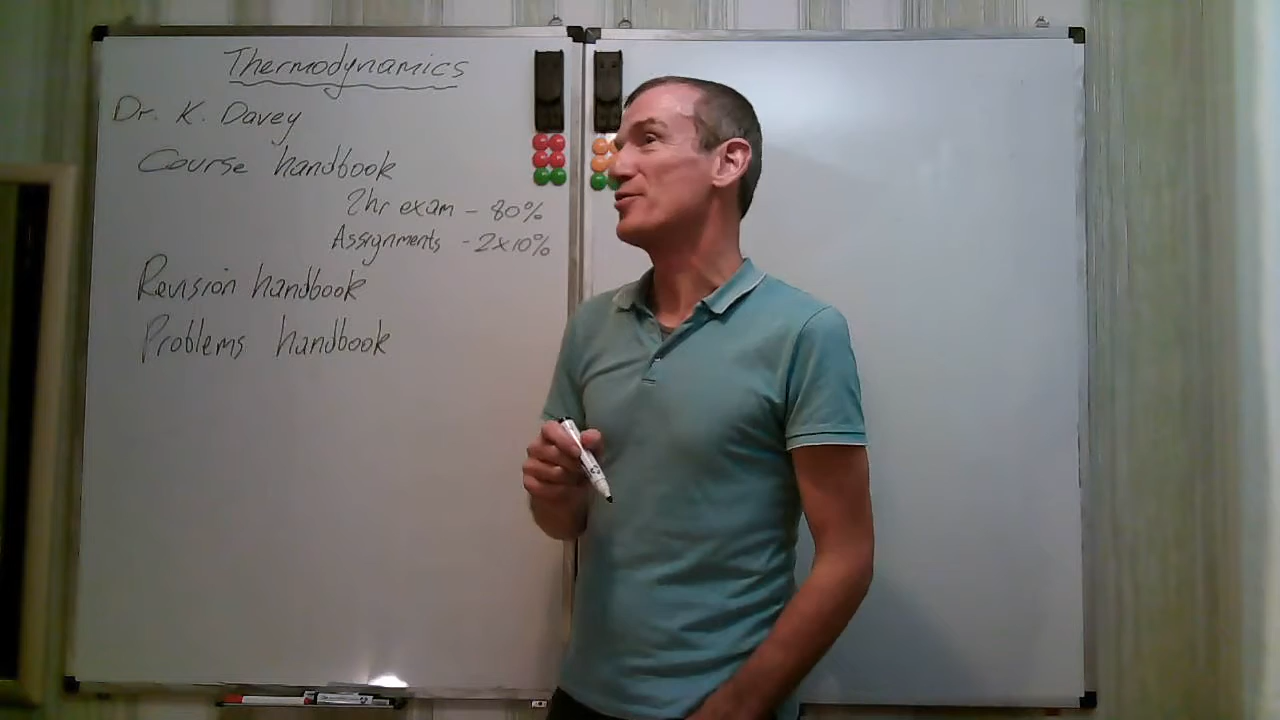 Thermodynamics
Dr. K. Davey
Course handbook
2hr exam - 80%
Assignments - 2x10%
Revision handbook
Problems handbook